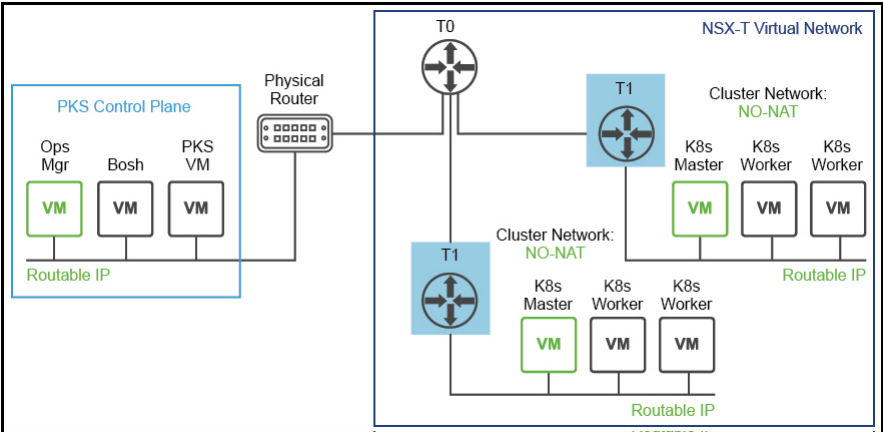 T0
NSX-T Virtual Network
Physical
Router
PKS Control Plane
Ops
Mgr
Bosh
PKS
VM
VM
VM
VM
Routable IP
T1
Cluster Network:
NO-NAT
K8s
Master
K8s
Worker
K8s
Worker
VM
VM
VM
Routable IP
T1
Cluster Network:
NO-NAT
K8s
Master
K8s
Worker
K8s
Worker
VM
VM
VM
Routable IP